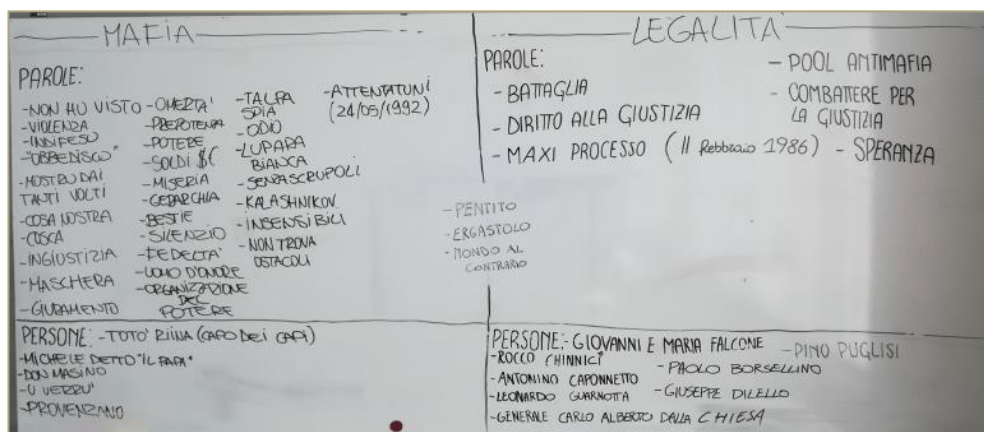 MAFIA
PAROLE:
- NON HO VISTO
- VIOLENZA
- INDIFESO
- "OBBEDISCO"
- MOSTRO DAI
TANTI VOLTI
- COSA NOSTRA
- COSCA
- INGIUSTIZIA
- MASCHERA
- GIURAMENTO
- OMERTA'
- PREPOTENZA
- POTERE
- SOLDI $€
- MISERIA
- GERARCHIA
- BESTIE
- SILENZIO
- FEDELTA'
- UOMO D'ONORE
- ORGANIZZAZIONE
DEL
POTERE
- TALPA
SPIA
- ODIO
- LUPARA
BIANCA
- SENZA SCRUPOLI
- KALASHNIKOV
- INSENSIBILI
- NON TROVA
OSTACOLI
- ATTENTATUNI
(24/05/1992)
LEGALITA'
PAROLE:
- BATTAGLIA
- DIRITTO ALLA GIUSTIZIA
- MAXI PROCESSO (11 febbraio 1986)
- POOL ANTIMAFIA
- COMBATTERE PER
LA GIUSTIZIA
- SPERANZA
- PENTITO
- ERGASTOLO
- MONDO AL
CONTRARIO
PERSONE: - TOTO' RIINA (CAPO DEI CAPI)
- MICHELE DETTO "IL PAPA"
- DON MASINO
- U VERRU'
- PROVENZANO
PERSONE: - GIOVANNI E MARIA FALCONE
- ROCCO CHINNICI
- ANTONINO CAPONNETTO
- LEONARDO GUARNOTTA
- GENERALE CARLO ALBERTO DALLA CHIESA
- PAOLO BORSELLINO
- GIUSEPPE DILELLO
- PINO PUGLISI